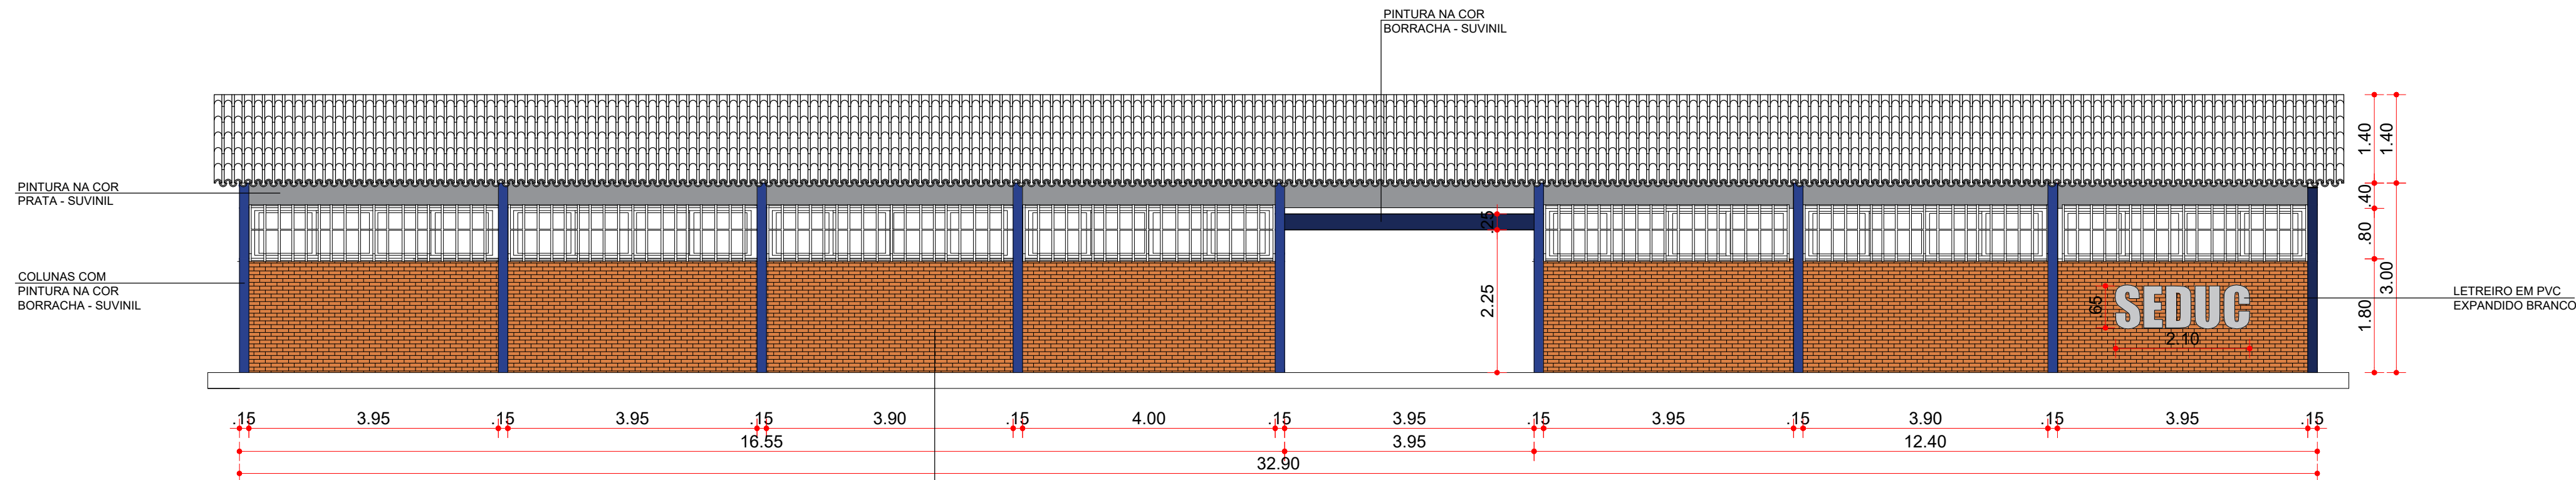 PINTURA NA COR
BORRACHA - SUVINIL
1.40
1.40
PINTURA NA COR
PRATA - SUVINIL
.40
.25
.80
COLUNAS COM
PINTURA NA COR
BORRACHA - SUVINIL
3.00
2.25
.65
SEDUC
1.80
LETREIRO EM PVC
EXPANDIDO BRANCO
2.10
.15 3.95 .15 3.95 .15 3.90 .15 4.00 .15 3.95 .15 3.95 .15 3.90 .15 3.95 .15
16.55 3.95 12.40
32.90